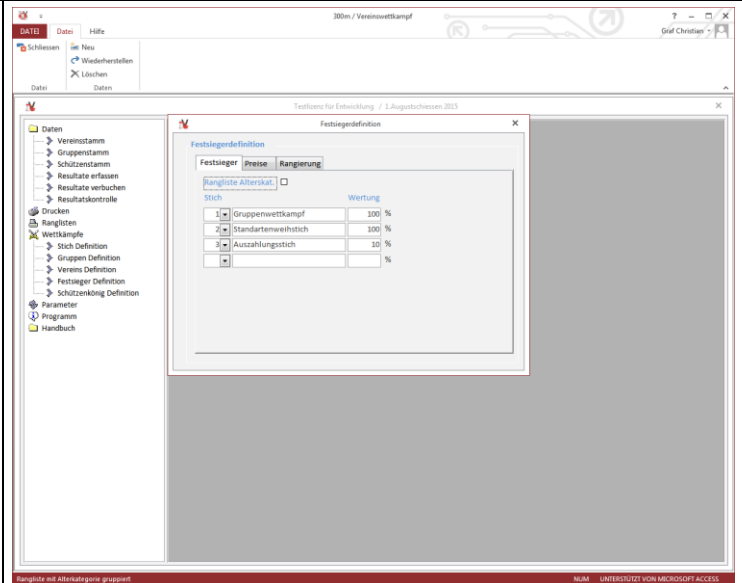 300m / Vereinswettkampf
DATEI Datei Hilfe
Graf Christien
Schliessen
Neu
Wiederherstellen
Löschen
Datei Daten
Testlizenz für Entwicklung / 1.Augustschiessen 2015
Daten
Vereinsstamm
Gruppenstamm
Schützenstamm
Resultate erfassen
Resultate verbuchen
Resultatskontrolle
Drucken
Ranglisten
Wettkämpfe
Stich Definition
Gruppen Definition
Vereins Definition
Festsieger Definition
Schützenkönig Definition
Parameter
Programm
Handbuch
Festsiegerdefinition
Festsiegerdefinition
Festsieger Preise Rangierung
Rangliste Alterskat.
Stich Wertung
1 Gruppenwettkampf 100 %
2 Standartenweihstich 100 %
3 Auszahlungsstich 10 %
%
Rangliste mit Alterkategorie gruppiert
NUM UNTERSTÜTZT VON MICROSOFT ACCESS